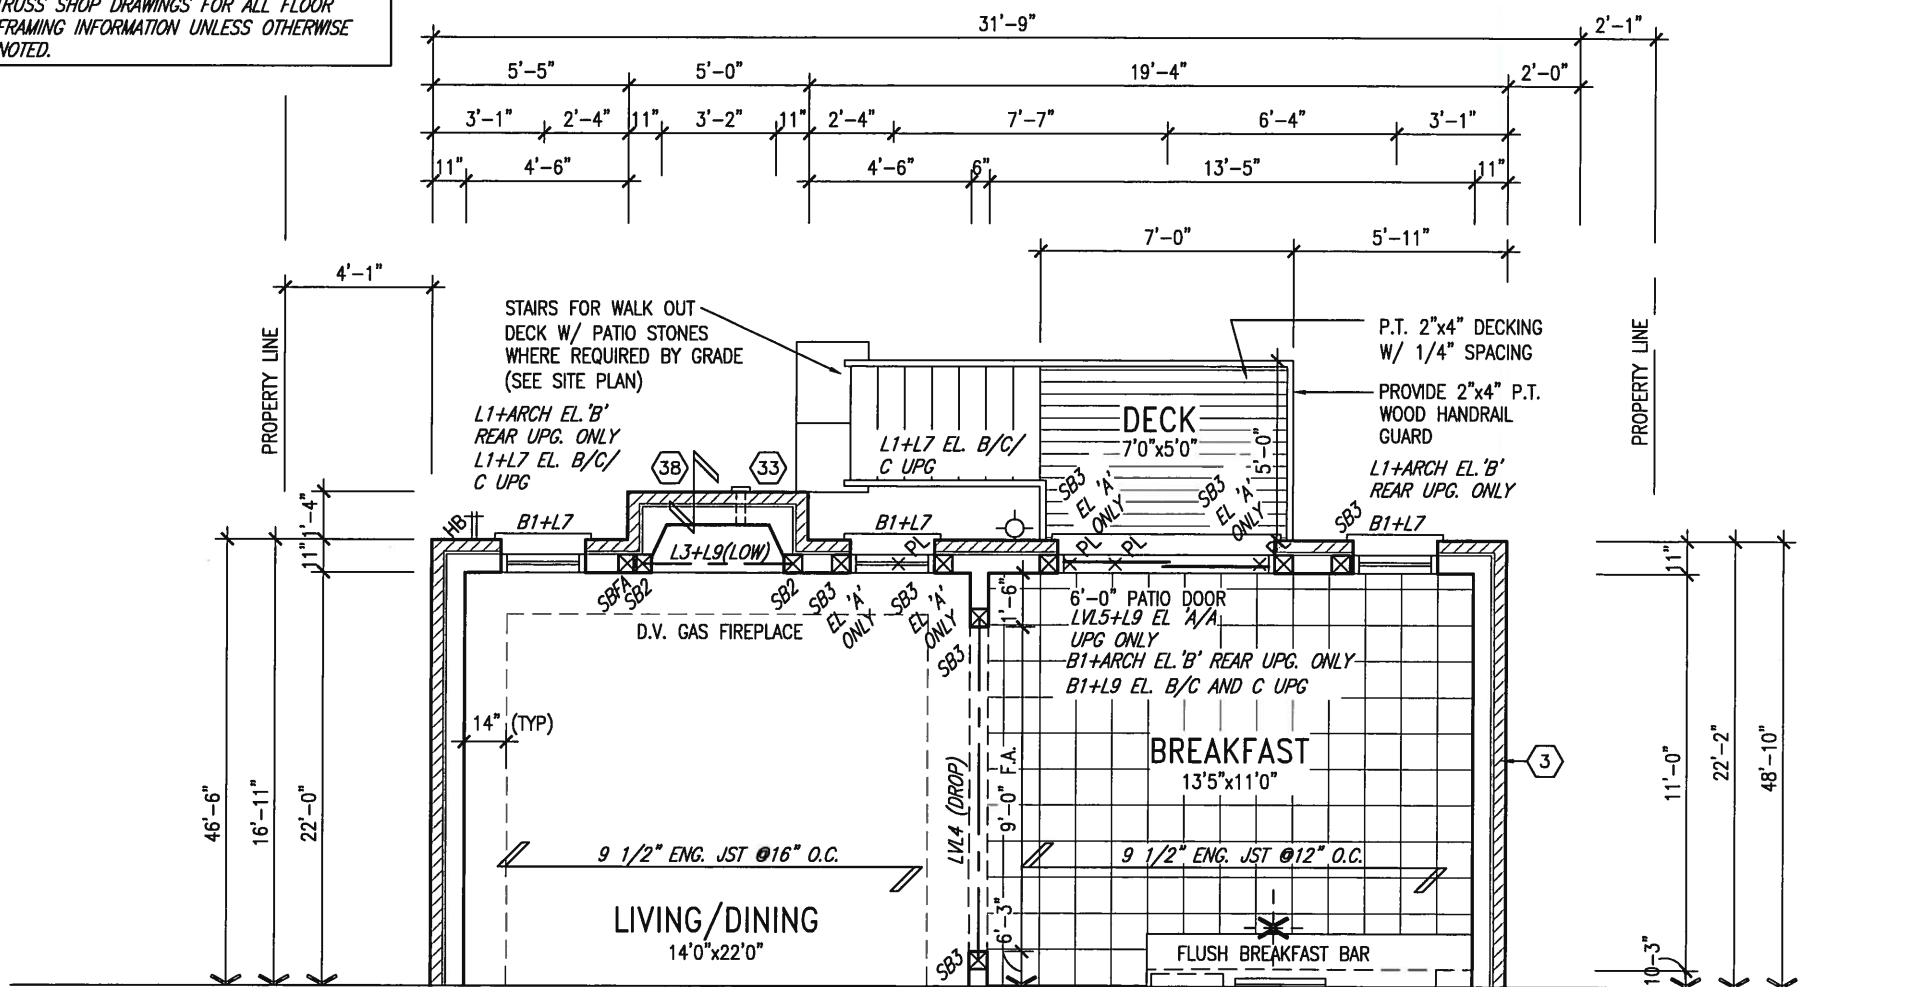 TRUSS SHOP DRAWINGS FOR ALL FLOOR
FRAMING INFORMATION UNLESS OTHERWISE
NOTED.
31'-9"
2'-1"
5'-5"
5'-0"
19'-4"
2'-0"
3'-1"
2'-4"
11"
3'-2"
11"
2'-4"
7'-7"
6'-4"
3'-1"
11"
4'-6"
4'-6"
6"
13'-5"
11"
7'-0"
5'-11"
4'-1"
PROPERTY LINE
STAIRS FOR WALK OUT
DECK W/ PATIO STONES
WHERE REQUIRED BY GRADE
(SEE SITE PLAN)
L1+ARCH EL.'B'
REAR UPG. ONLY
L1+L7 EL. B/C/
C UPG
38
33
L1+L7 EL. B/C/
C UPG
DECK
7'0"x5'0"
5'-0"
SB3
EL 'A'
ONLY
SB3
EL 'A'
ONLY
P.T. 2"x4" DECKING
W/ 1/4" SPACING
PROVIDE 2"x4" P.T.
WOOD HANDRAIL
GUARD
L1+ARCH EL.'B'
REAR UPG. ONLY
PROPERTY LINE
1'-4"
11"
HB
B1+L7
L3+L9(LOW)
B1+L7
PL
PL
PL
PL
SB3
B1+L7
11"
SBFA
SB2
SB2
SB3
EL 'A'
ONLY
SB3
EL 'A'
ONLY
D.V. GAS FIREPLACE
SB3
1'-6"
6'-0" PATIO DOOR
LVL5+L9 EL 'A/A
UPG ONLY
B1+ARCH EL.'B' REAR UPG. ONLY
B1+L9 EL. B/C AND C UPG
14" (TYP)
BREAKFAST
13'5"x11'0"
3
46'-6"
16'-11"
22'-0"
LVL4 (DROP)
9'-0" F.A.
11'-0"
22'-2"
48'-10"
9 1/2" ENG. JST @16" O.C.
9 1/2" ENG. JST @12" O.C.
LIVING/DINING
14'0"x22'0"
SB3
6'-3"
FLUSH BREAKFAST BAR
10'-3"